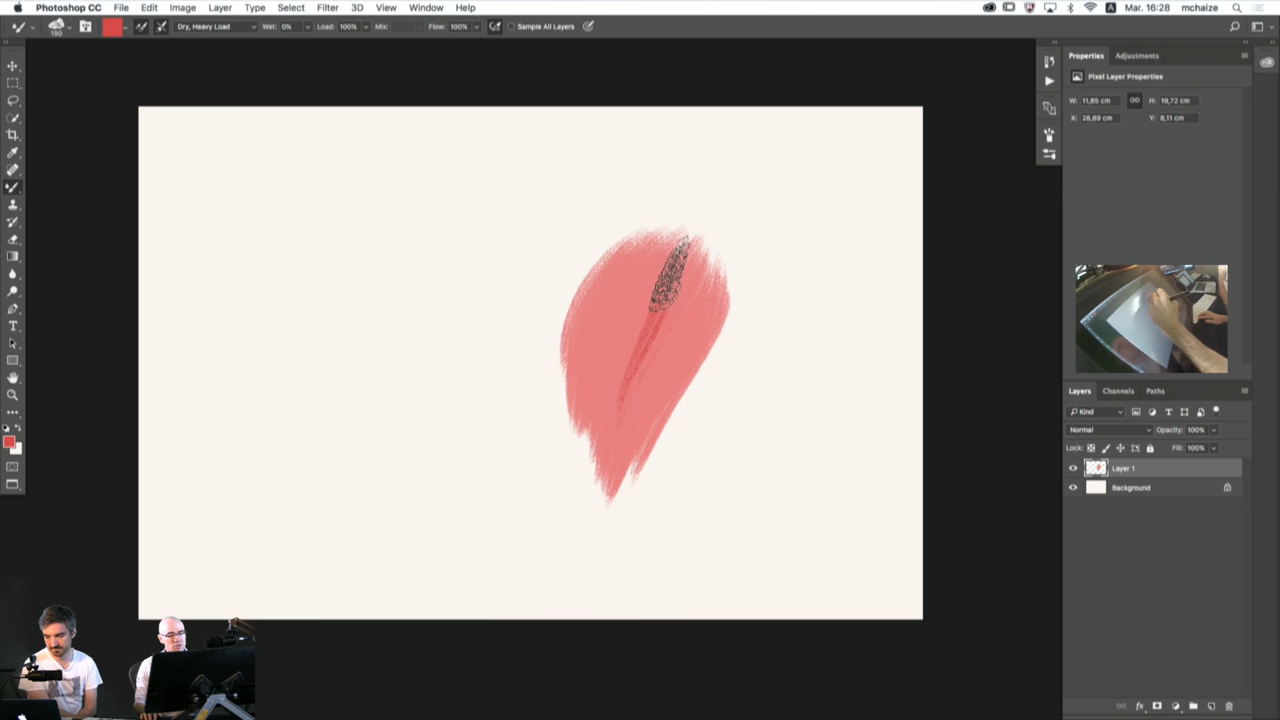 Photoshop CC File Edit Image Layer Type Select Filter 3D View Window Help A Mar. 16:28 mchaize
150 Dry, Heavy Load Wet: 0% Load: 100% Mix: Flow: 100% Sample All Layers
Properties Adjustments
Pixel Layer Properties
W: 11,85 cm H: 19,72 cm
X: 28,89 cm Y: 8,11 cm
Layers Channels Paths
Kind
Normal Opacity: 100%
Lock: Fill: 100%
Layer 1
Background